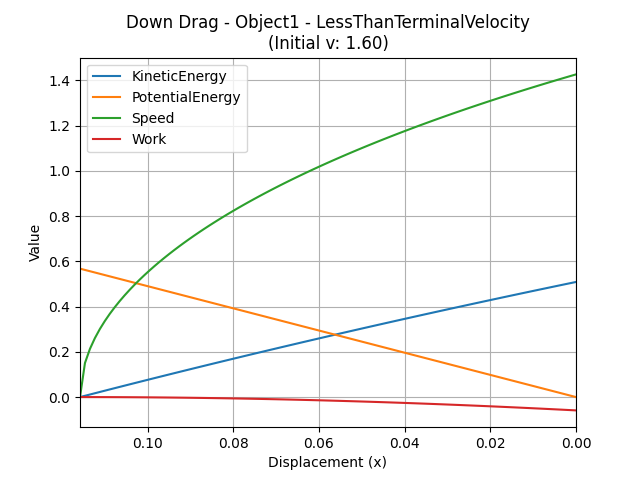 Down Drag - Object1 - LessThanTerminalVelocity
(Initial v: 1.60)
KineticEnergy
PotentialEnergy
Speed
Work
Value
1.4
1.2
1.0
0.8
0.6
0.4
0.2
0.0
0.10
0.08
0.06
0.04
0.02
0.00
Displacement (x)